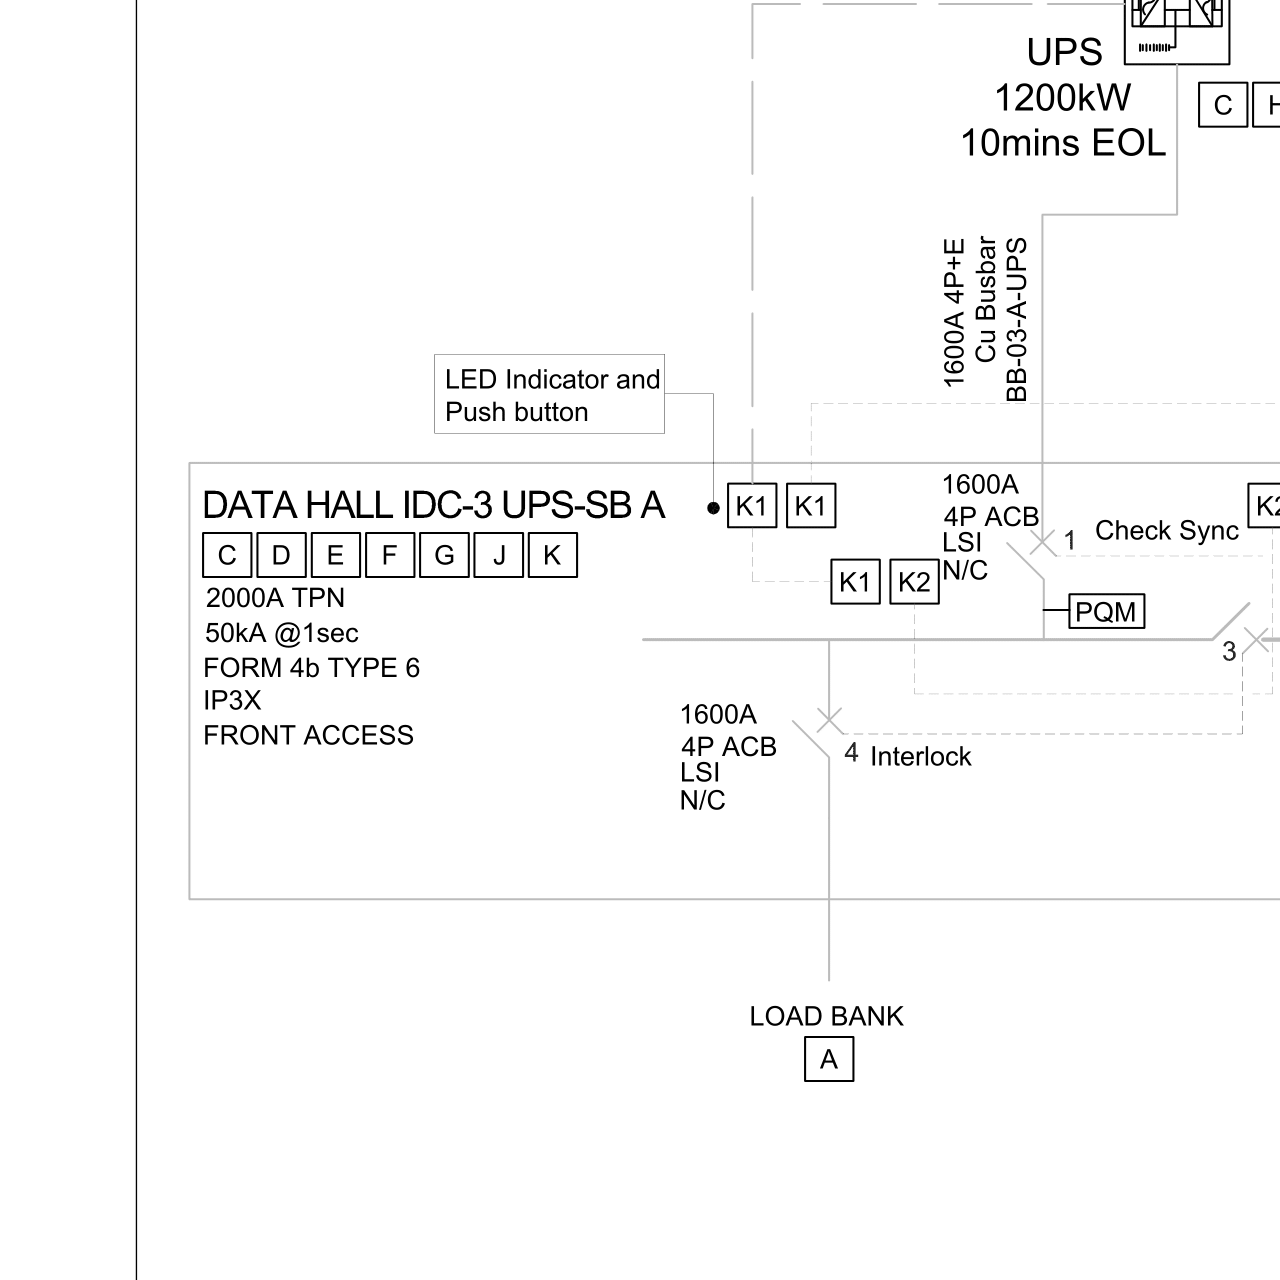 UPS
1200kW
10mins EOL
C
1600A 4P+E
Cu Busbar
BB-03-A-UPS
LED Indicator and
Push button
DATA HALL IDC-3 UPS-SB A
C D E F G J K
2000A TPN
50kA @1sec
FORM 4b TYPE 6
IP3X
FRONT ACCESS
K1 K1
K1 K2
1600A
4P ACB
LSI
N/C
1 Check Sync
PQM
3
1600A
4P ACB
LSI
N/C
4 Interlock
LOAD BANK
A